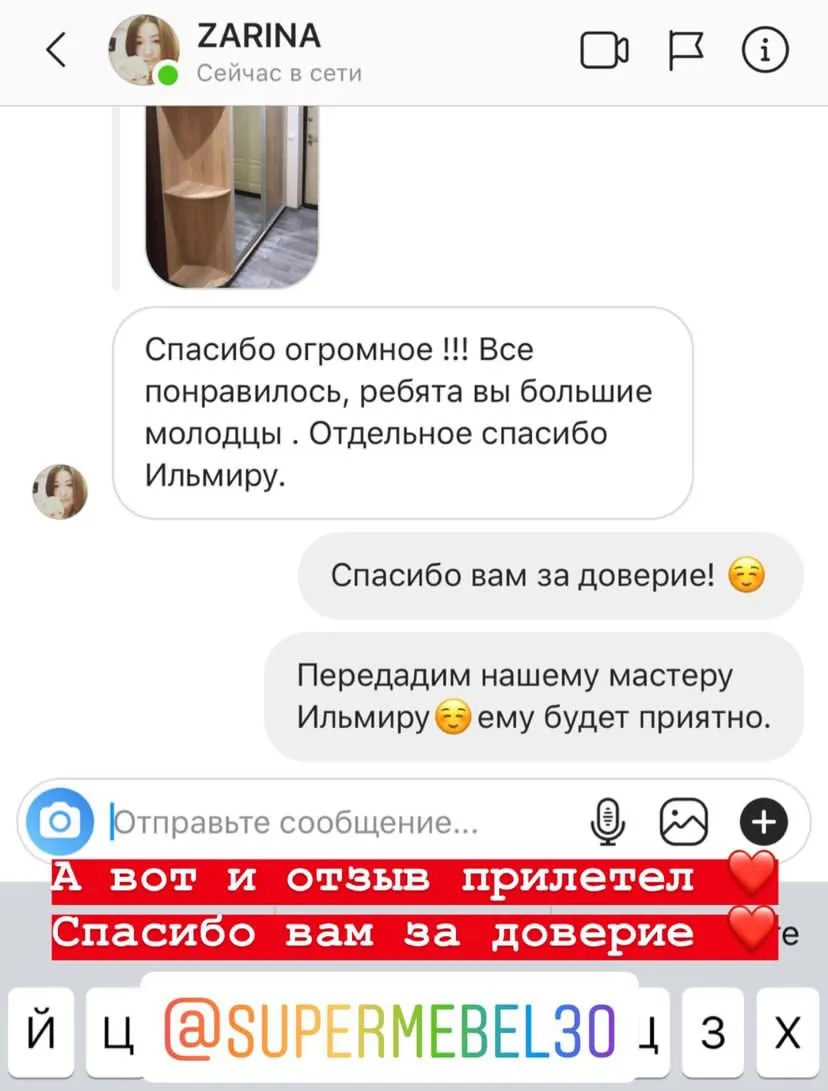 ZARINA
Сейчас в сети
Спасибо огромное !!! Все
понравилось, ребята вы большие
молодцы . Отдельное спасибо
Ильмиру.
Спасибо вам за доверие! ☺️
Передадим нашему мастеру
Ильмиру☺️ему будет приятно.
Отправьте сообщение...
А вот и отзыв прилетел ❤️
Спасибо вам за доверие ❤️
Й Ц З Х
@SUPERMEBEL30